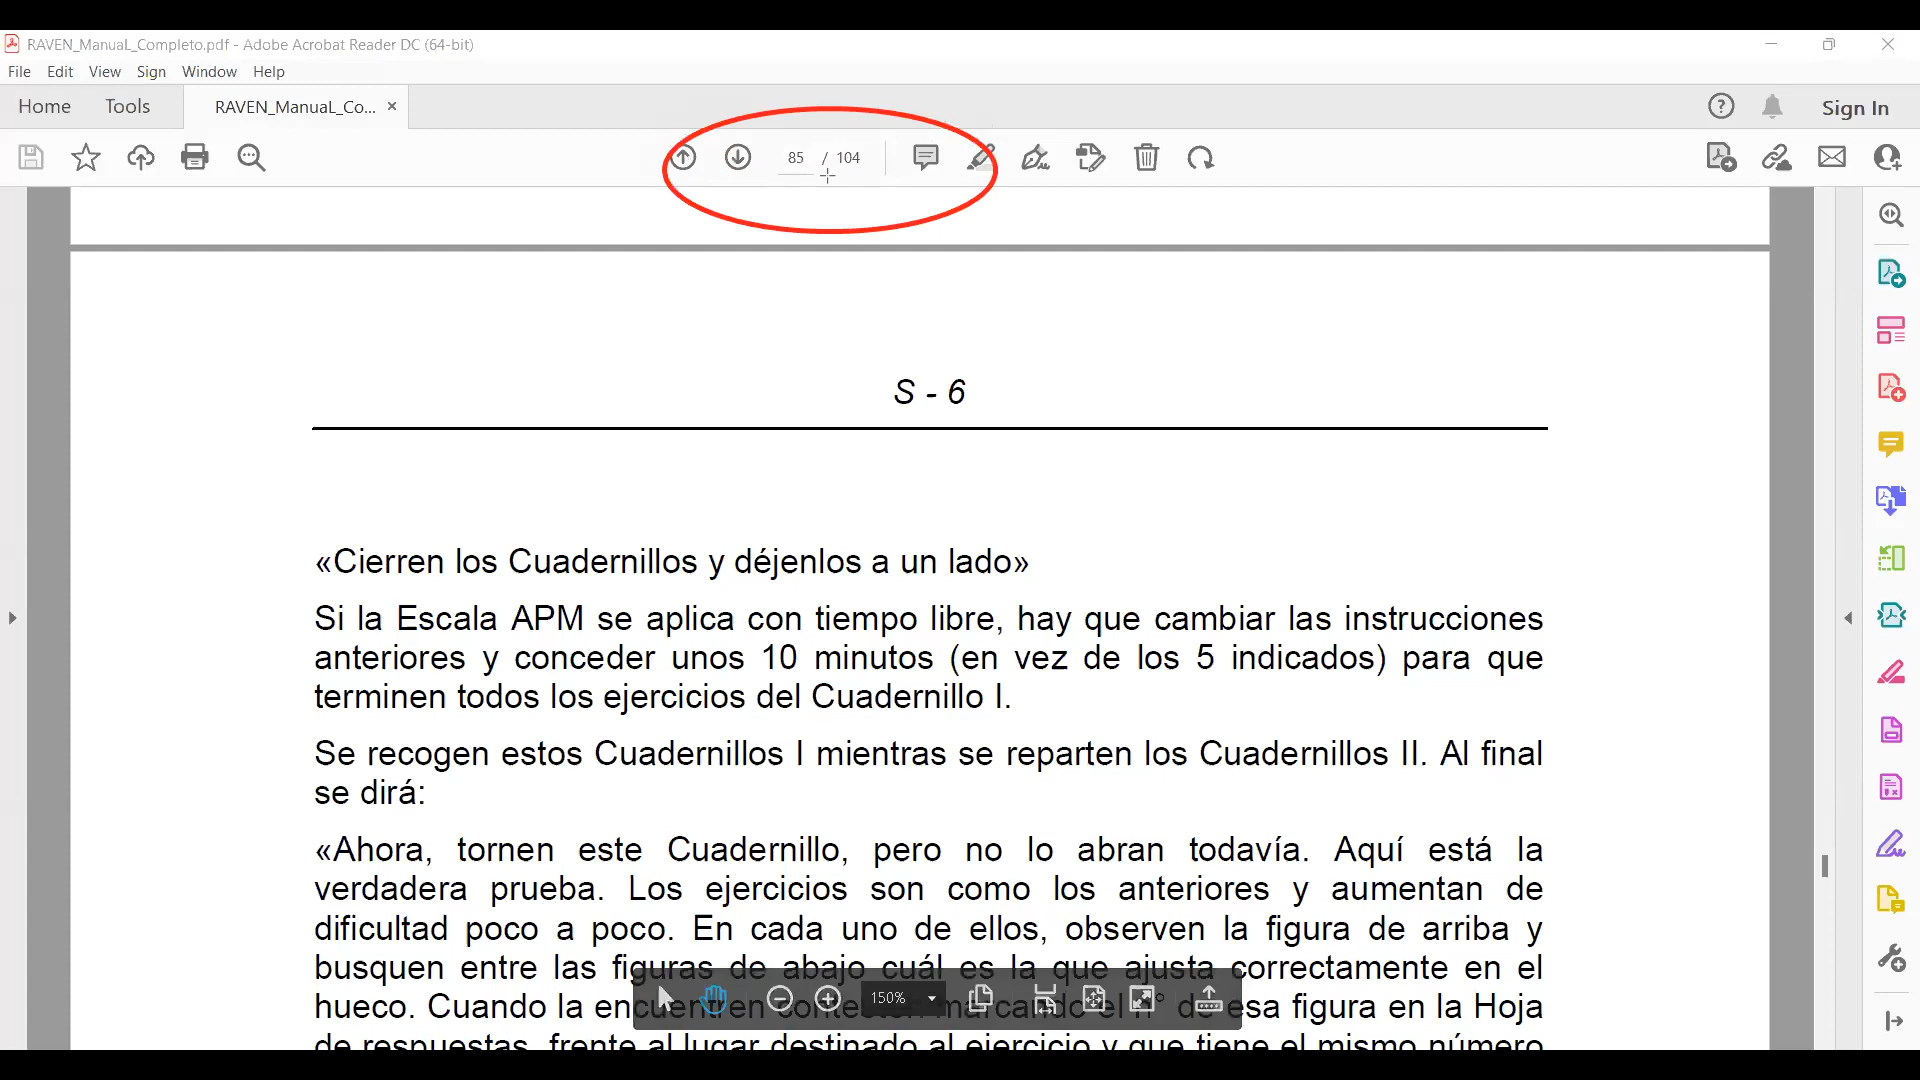 RAVEN_ManuaL_Completo.pdf - Adobe Acrobat Reader DC (64-bit)
File Edit View Sign Window Help
Home Tools RAVEN_ManuaL_Co... Sign In
85 / 104
S - 6
«Cierren los Cuadernillos y déjenlos a un lado»
Si la Escala APM se aplica con tiempo libre, hay que cambiar las instrucciones
anteriores y conceder unos 10 minutos (en vez de los 5 indicados) para que
terminen todos los ejercicios del Cuadernillo I.
Se recogen estos Cuadernillos I mientras se reparten los Cuadernillos II. Al final
se dirá:
«Ahora, tornen este Cuadernillo, pero no lo abran todavía. Aquí está la
verdadera prueba. Los ejercicios son como los anteriores y aumentan de
dificultad poco a poco. En cada uno de ellos, observen la figura de arriba y
busquen entre las figuras de abajo cuál es la que ajusta correctamente en el
hueco. Cuando la encuentren contesten marcando el nº de esa figura en la Hoja
de respuestas, frente al lugar destinado al ejercicio y que tiene el mismo número
150%